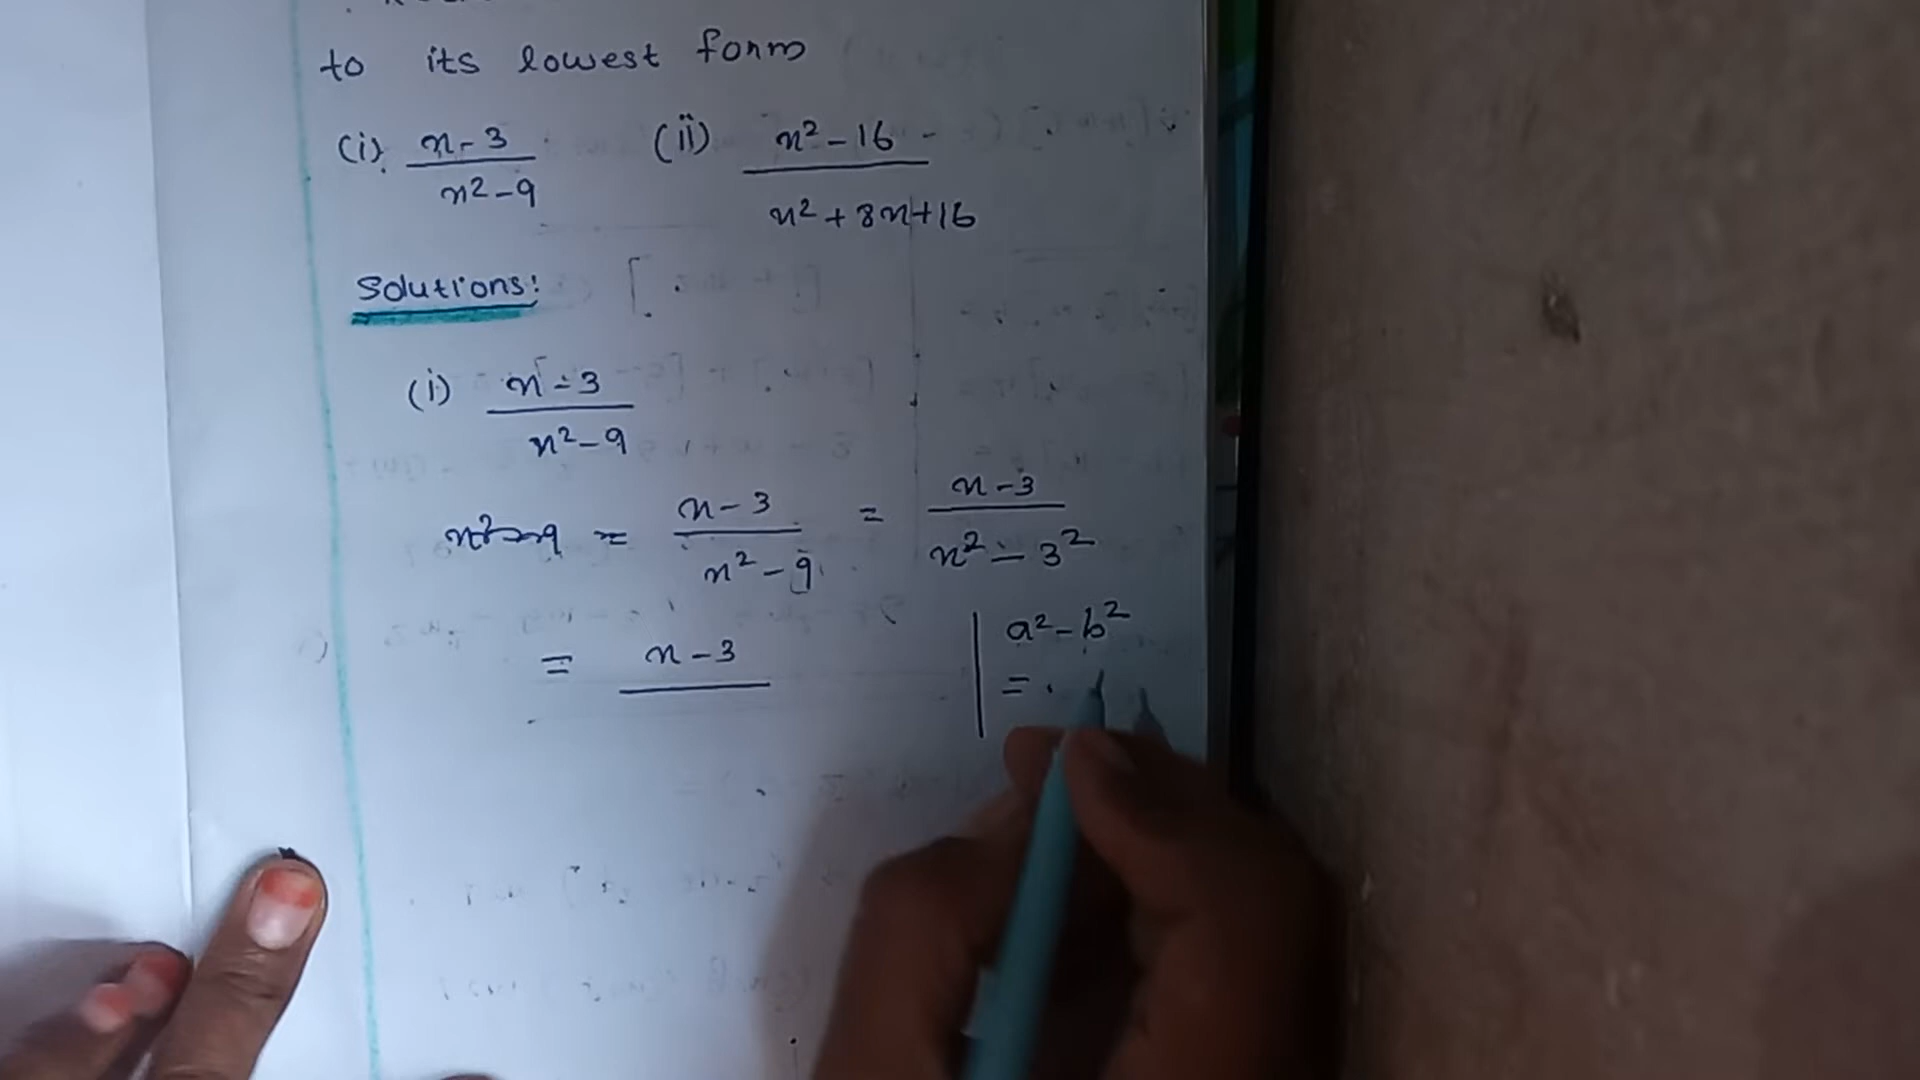 to its lowest form
(i) x-3 / x²-9 (ii) x²-16 / x²+8x+16
Solutions:
(i) x-3 / x²-9
= x-3 / x²-9 = x-3 / x²-3²
= x-3
a²-b²
=